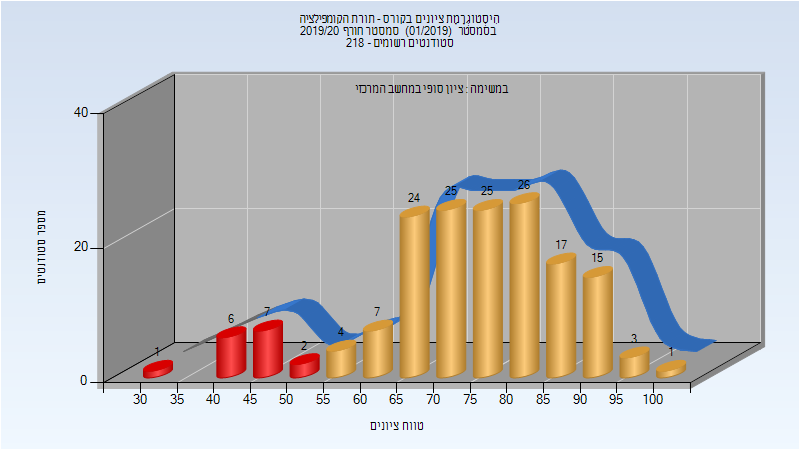 היסטוגרמת ציונים בקורס - תורת הקומפילציה
בסמסטר (01/2019) סמסטר חורף 2019/20
סטודנטים רשומים - 218
במשימה : ציון סופי במחשב המרכזי
מספר סטודנטים
40
20
0
1
6
7
2
4
7
24
25
25
26
17
15
3
1
30 35 40 45 50 55 60 65 70 75 80 85 90 95 100
טווח ציונים